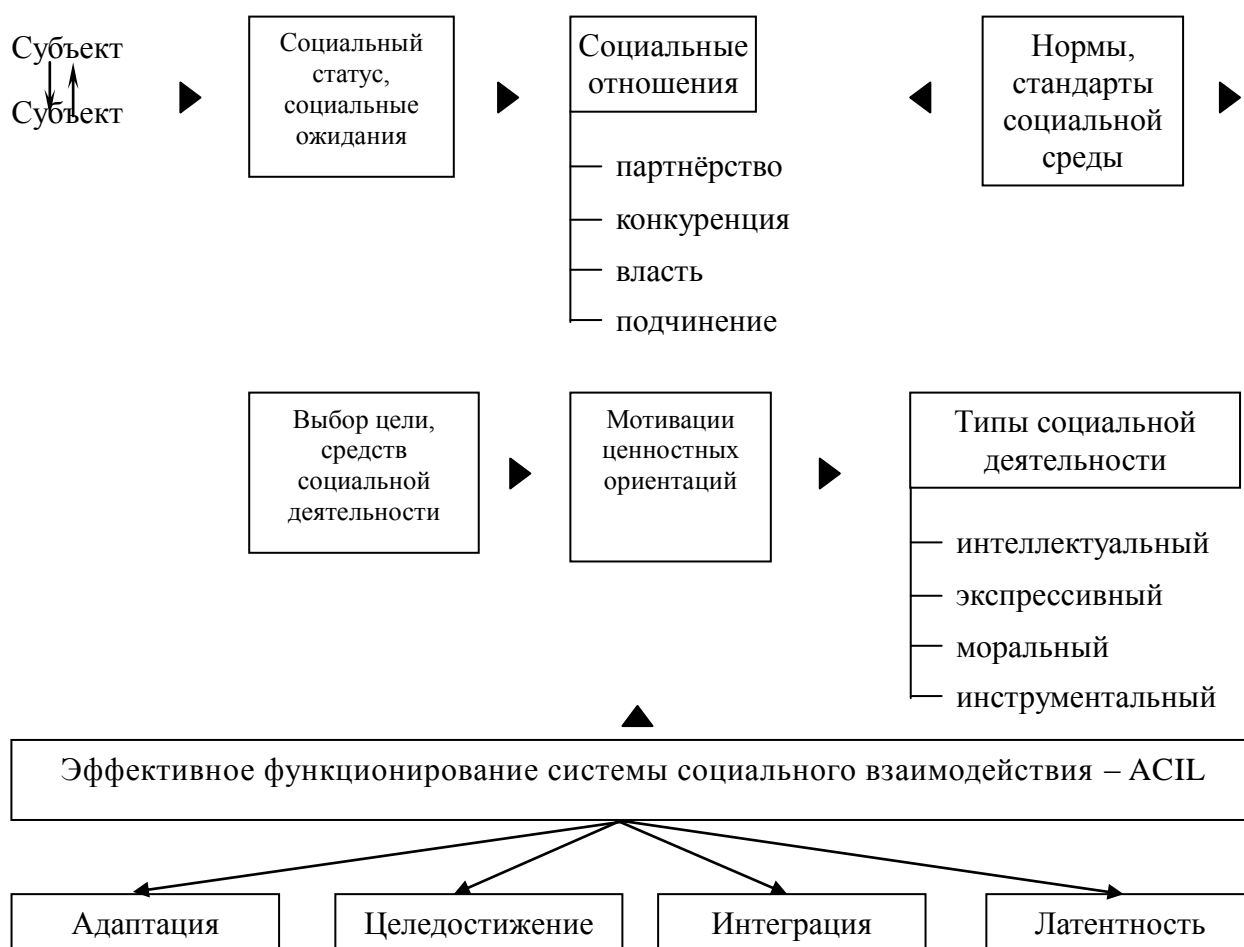 Субъект
Субъект
Социальный
статус,
социальные
ожидания
Социальные
отношения
партнёрство
конкуренция
власть
подчинение
Нормы,
стандарты
социальной
среды
Выбор цели,
средств
социальной
деятельности
Мотивации
ценностных
ориентаций
Типы социальной
деятельности
интеллектуальный
экспрессивный
моральный
инструментальный
Эффективное функционирование системы социального взаимодействия – ACIL
Адаптация
Целедостижение
Интеграция
Латентность